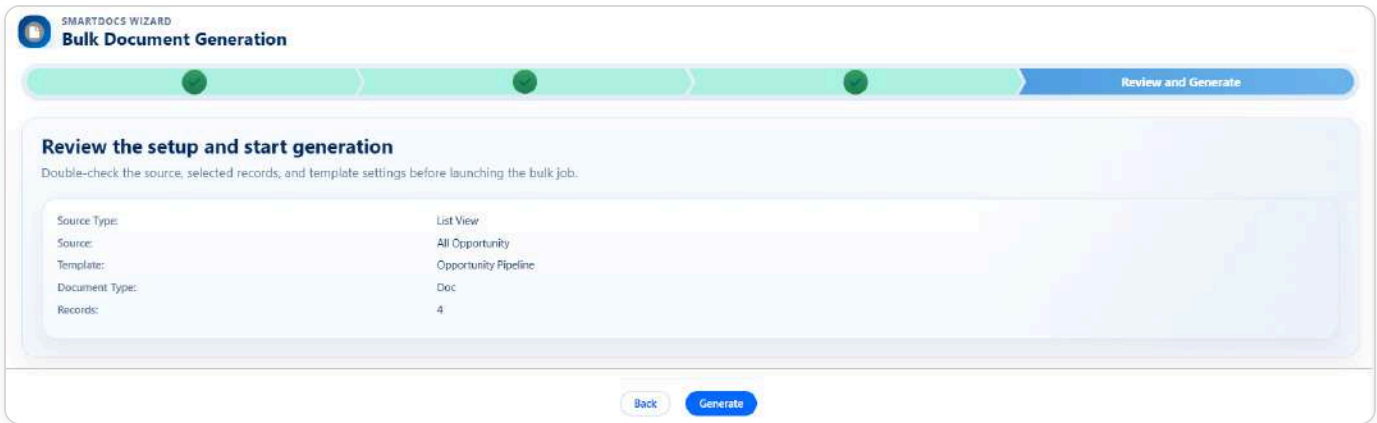 SMARTDOCS WIZARD
Bulk Document Generation
Review and Generate
Review the setup and start generation
Double-check the source, selected records, and template settings before launching the bulk job.
Source Type: List View
Source: All Opportunity
Template: Opportunity Pipeline
Document Type: Doc
Records: 4
Back Generate